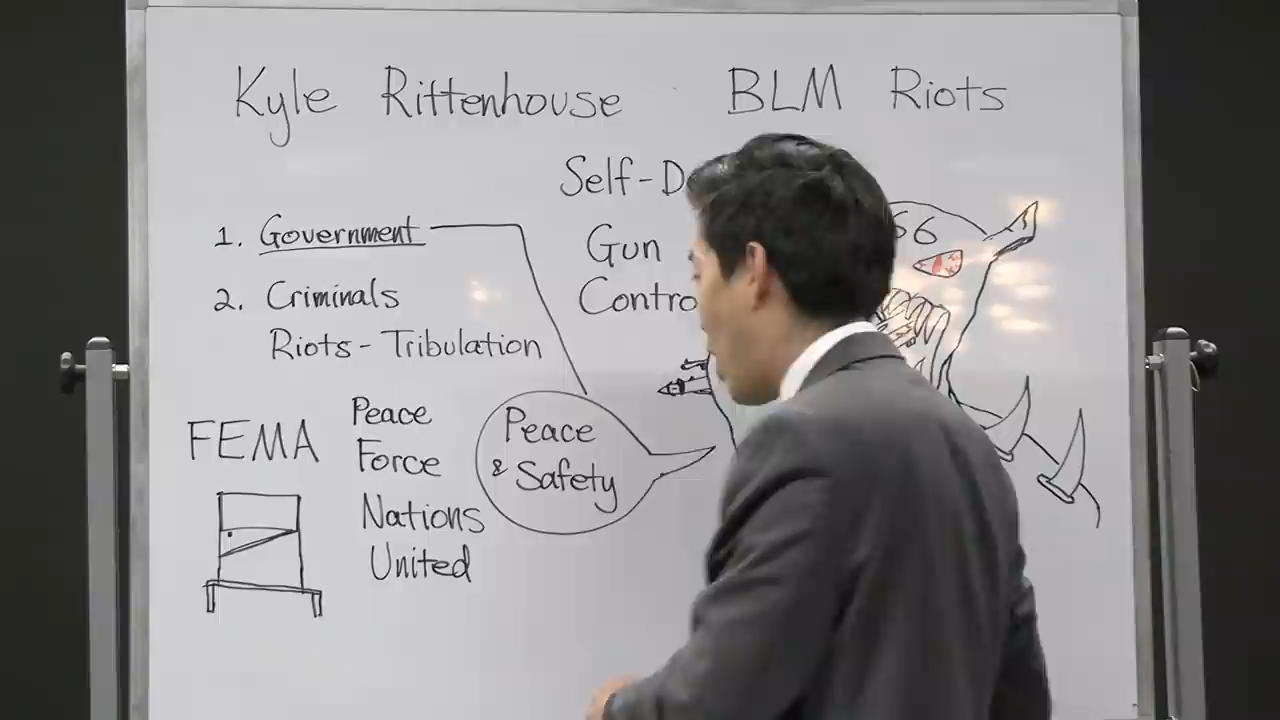 Kyle Rittenhouse BLM Riots
Self-D
1. Government
Gun
2. Criminals
Contro
Riots - Tribulation
66
FEMA
Peace
Force
Nations
United
Peace
& Safety